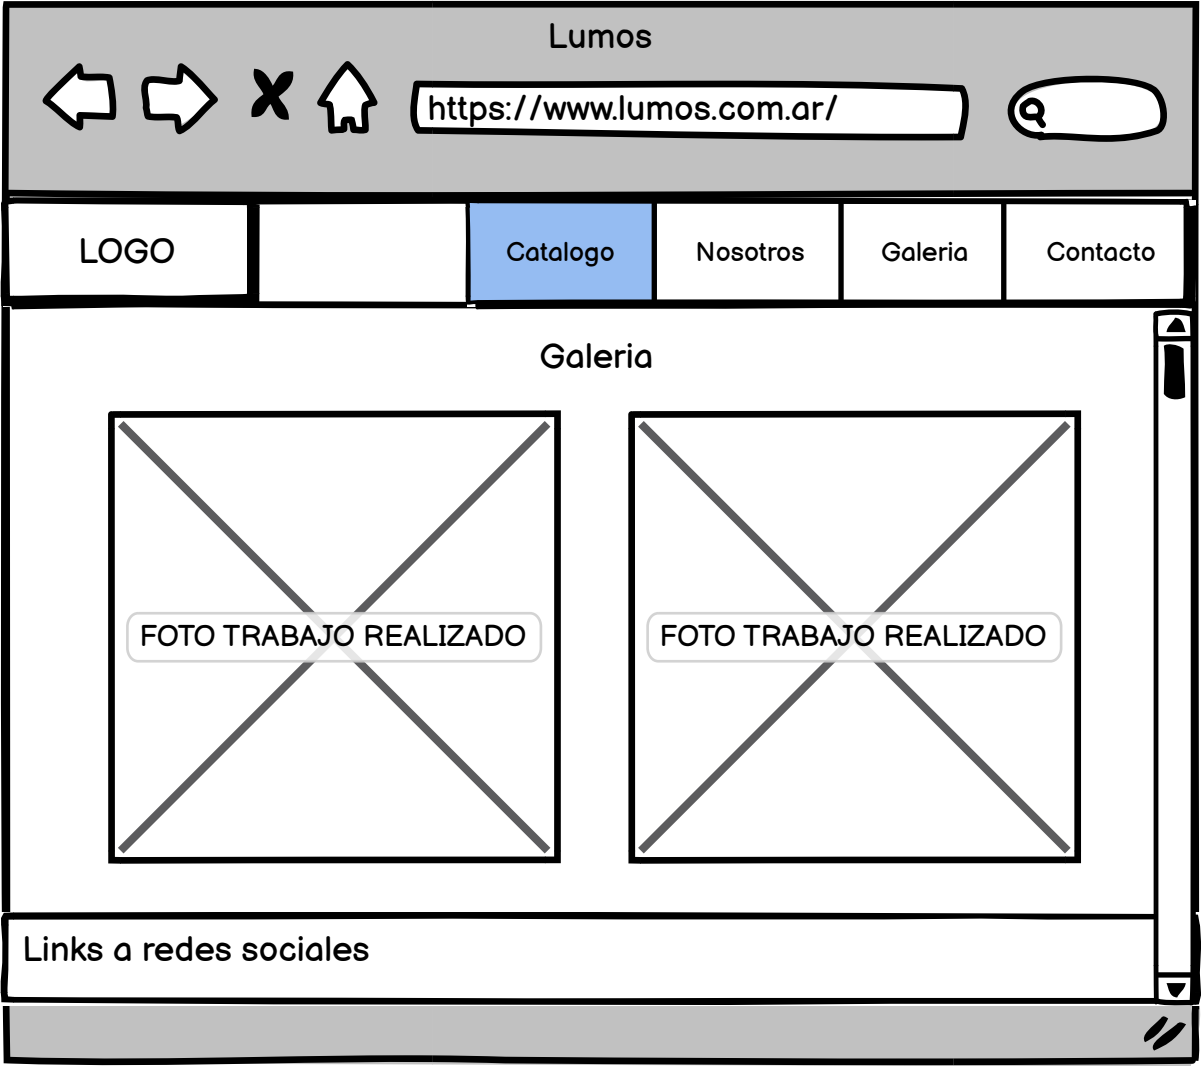 Lumos
https://www.lumos.com.ar/
LOGO
Catalogo
Nosotros
Galeria
Contacto
Galeria
FOTO TRABAJO REALIZADO
FOTO TRABAJO REALIZADO
Links a redes sociales